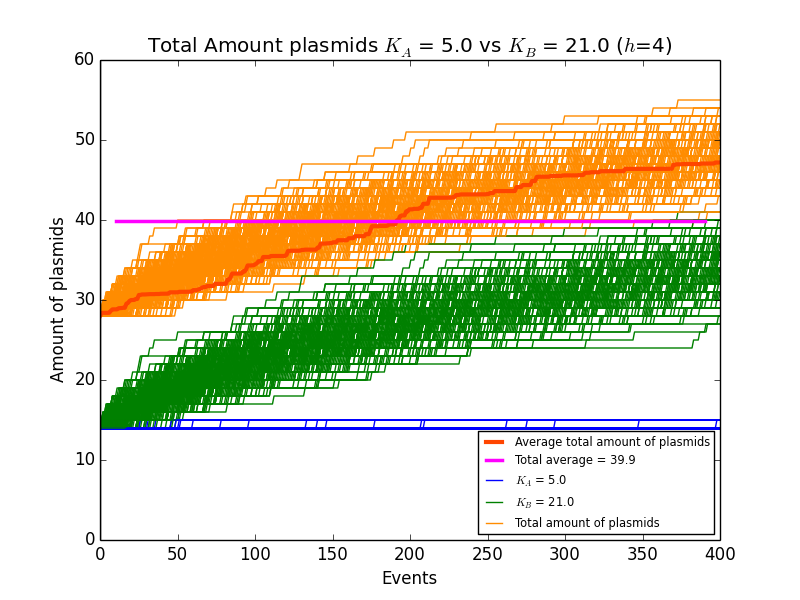 Total Amount plasmids K_A = 5.0 vs K_B = 21.0 (h=4)
60
50
40
30
20
10
0
Amount of plasmids
0 50 100 150 200 250 300 350 400
Events
Average total amount of plasmids
Total average = 39.9
K_A = 5.0
K_B = 21.0
Total amount of plasmids